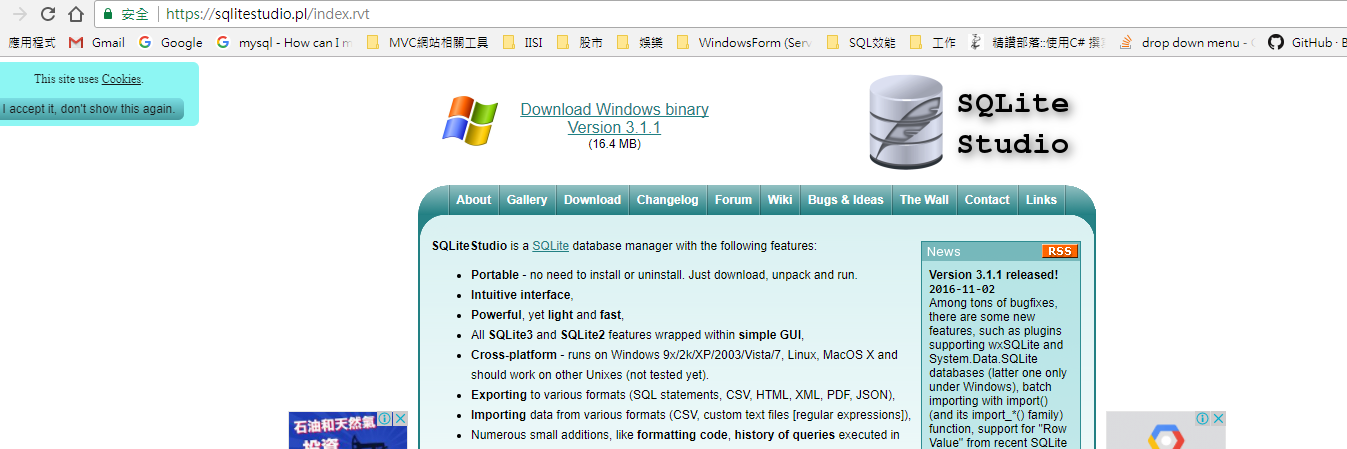 安全 https://sqlitestudio.pl/index.rvt
應用程式 Gmail Google mysql - How can I m MVC網站相關工具 IISI 股市 娛樂 WindowsForm (Serv SQL效能 工作 精讚部落::使用C# 撰 drop down menu - GitHub · B
This site uses Cookies.
I accept it, don't show this again.
Download Windows binary
Version 3.1.1
(16.4 MB)
SQLite
Studio
About Gallery Download Changelog Forum Wiki Bugs & Ideas The Wall Contact Links
SQLiteStudio is a SQLite database manager with the following features:
• Portable - no need to install or uninstall. Just download, unpack and run.
• Intuitive interface,
• Powerful, yet light and fast,
• All SQLite3 and SQLite2 features wrapped within simple GUI,
• Cross-platform - runs on Windows 9x/2k/XP/2003/Vista/7, Linux, MacOS X and
should work on other Unixes (not tested yet).
• Exporting to various formats (SQL statements, CSV, HTML, XML, PDF, JSON),
• Importing data from various formats (CSV, custom text files [regular expressions]),
• Numerous small additions, like formatting code, history of queries executed in
News RSS
Version 3.1.1 released!
2016-11-02
Among tons of bugfixes,
there are some new
features, such as plugins
supporting wxSQLite and
System.Data.SQLite
databases (latter one only
under Windows), batch
importing with import()
(and its import_*() family)
function, support for "Row
Value" from recent SQLite
石油和天然氣
投資